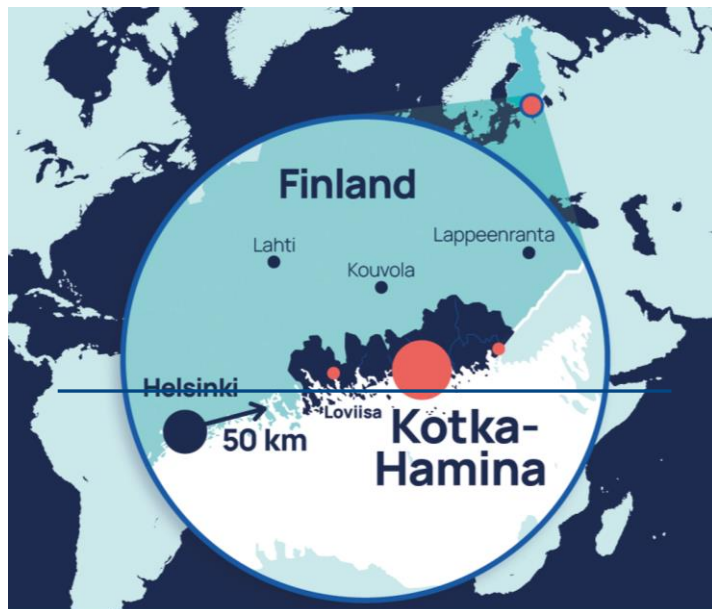 Finland
Lahti
Lappeenranta
Kouvola
Helsinki
Loviisa
50 km
Kotka-
Hamina